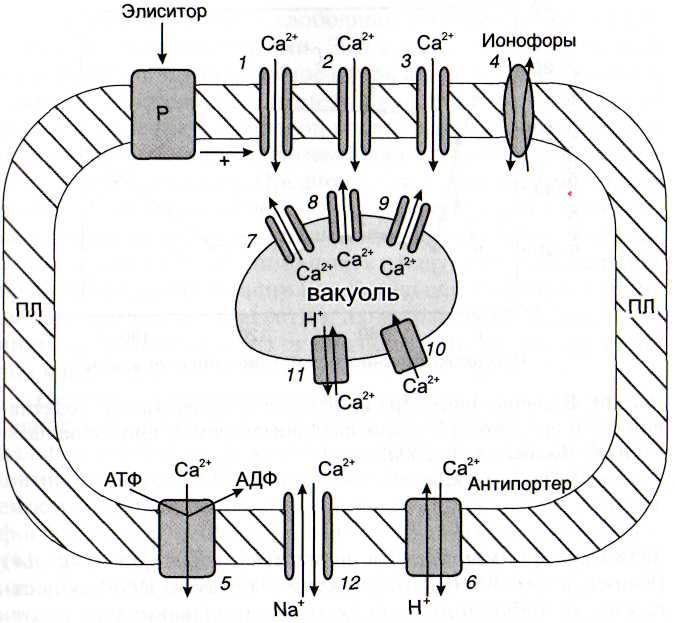 Элиситор
Ca²⁺ Ca²⁺ Ca²⁺ Ионофоры
1 2 3 4
P
+
7 8 9
Ca²⁺ Ca²⁺ Ca²⁺
вакуоль
ПЛ ПЛ
H⁺
10
11
Ca²⁺ Ca²⁺
Ca²⁺ Ca²⁺ Ca²⁺
АТФ АДФ Антипортер
5 12 6
Na⁺ H⁺